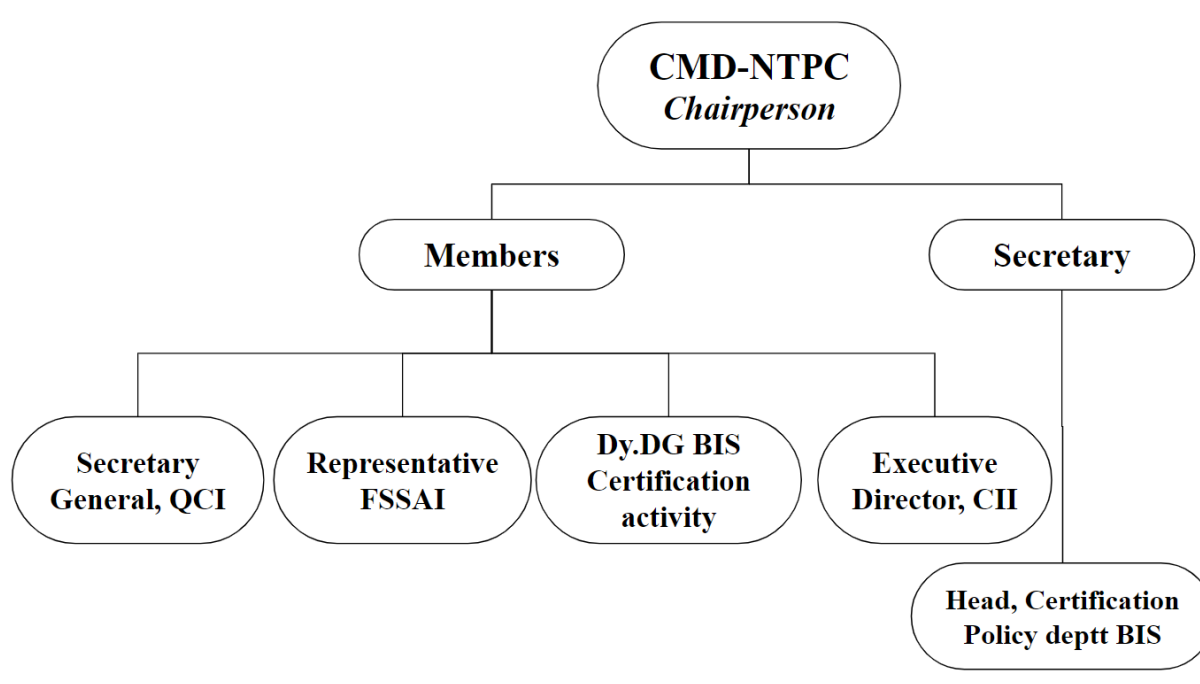 CMD-NTPC
Chairperson
Members
Secretary
Secretary
General, QCI
Representative
FSSAI
Dy.DG BIS
Certification
activity
Executive
Director, CII
Head, Certification
Policy deptt BIS